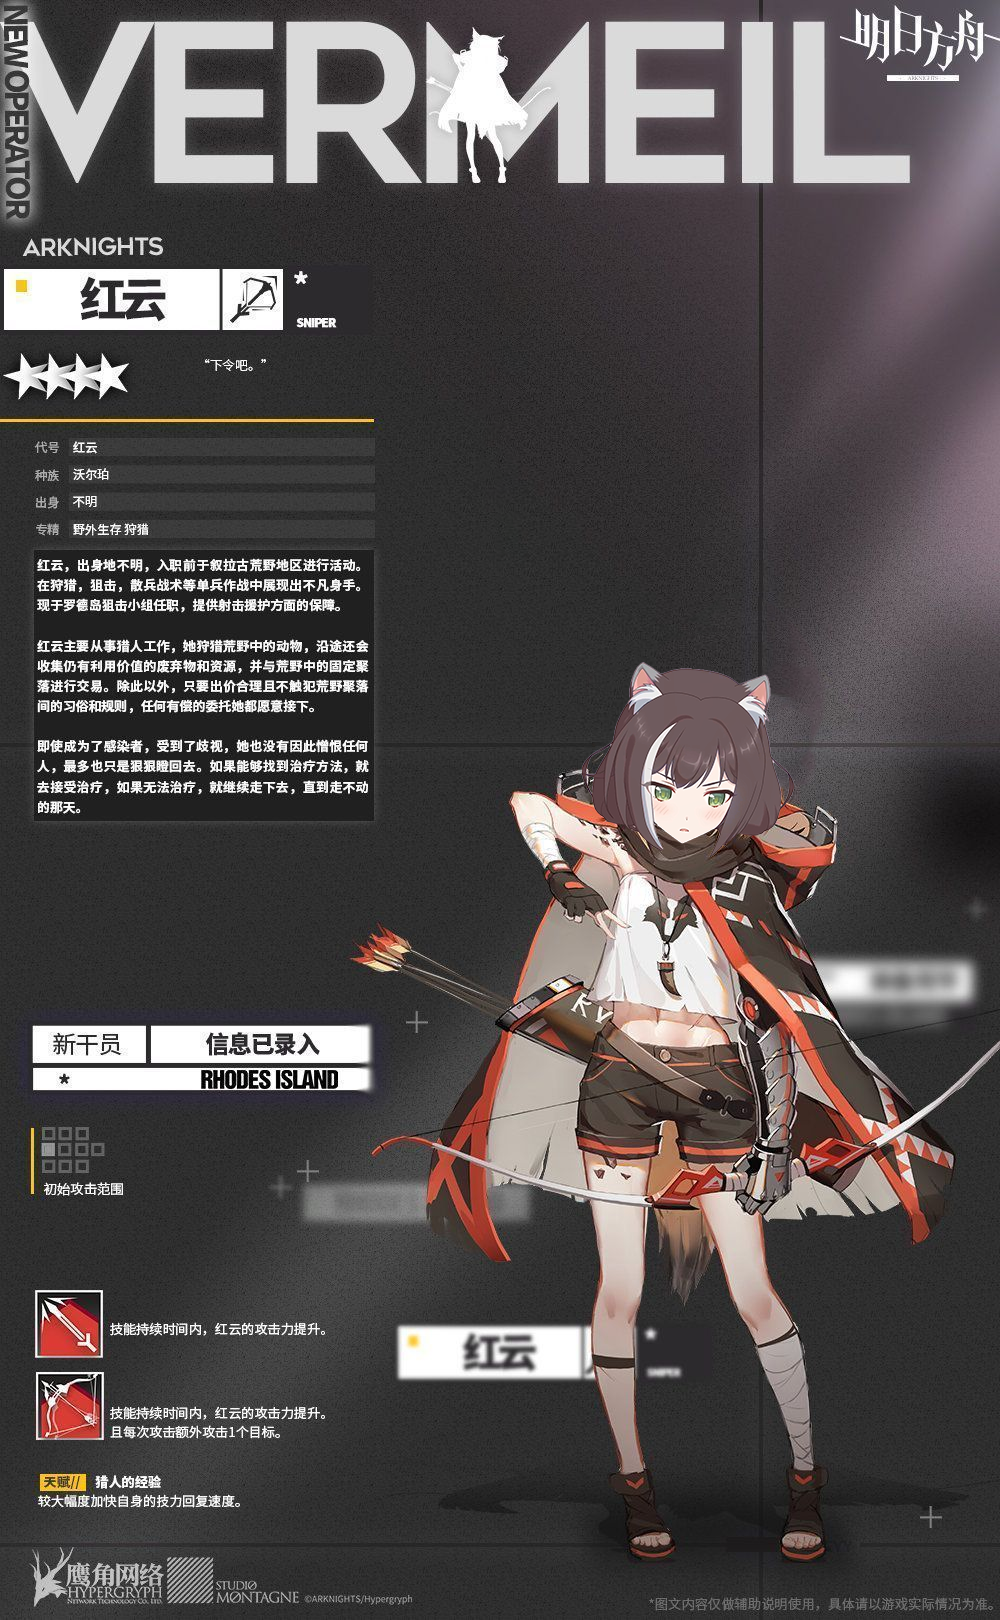 NEW OPERATOR
VERMEIL
明日方舟
ARKNIGHTS
ARKNIGHTS
红云
*
SNIPER
“下令吧。”
代号 红云
种族 沃尔珀
出身 不明
专精 野外生存 狩猎
红云，出身地不明，入职前于叙拉古荒野地区进行活动。
在狩猎，狙击，散兵战术等单兵作战中展现出不凡身手。
现于罗德岛狙击小组任职，提供射击援护方面的保障。
红云主要从事猎人工作，她狩猎荒野中的动物，沿途还会
收集仍有利用价值的废弃物和资源，并与荒野中的固定聚
落进行交易。除此以外，只要出价合理且不触犯荒野聚落
间的习俗和规则，任何有偿的委托她都愿意接下。
即使成为了感染者，受到了歧视，她也没有因此憎恨任何
人，最多也只是狠狠瞪回去。如果能够找到治疗方法，就
去接受治疗，如果无法治疗，就继续走下去，直到走不动
的那天。
新干员 信息已录入
* RHODES ISLAND
初始攻击范围
技能持续时间内，红云的攻击力提升。
红云
*
SNIPER
技能持续时间内，红云的攻击力提升。
且每次攻击额外攻击1个目标。
天赋// 猎人的经验
较大幅度加快自身的技力回复速度。
鹰角网络
HYPERGRYPH
NETWORK TECHNOLOGY CO., LTD.
STUDIO
MØNTAGNE
©ARKNIGHTS/Hypergryph
*图文内容仅做辅助说明使用，具体请以游戏实际情况为准。